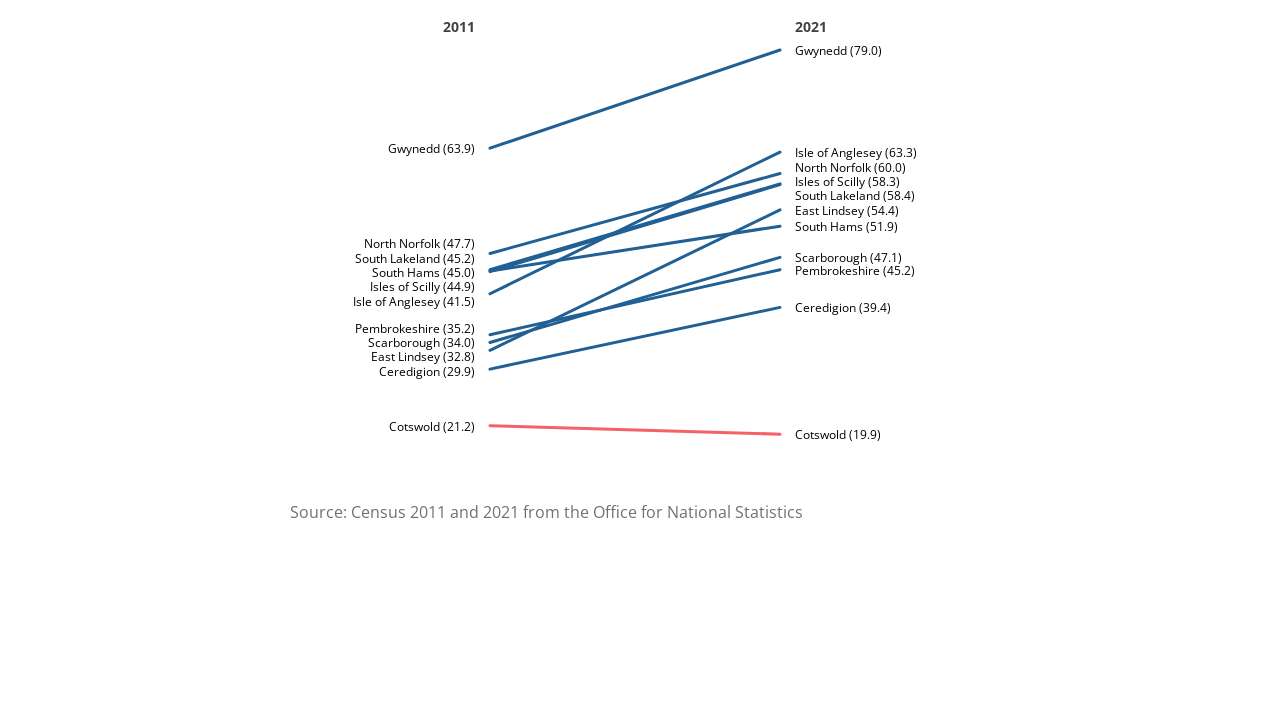 2011
2021
Gwynedd (79.0)
Gwynedd (63.9)
Isle of Anglesey (63.3)
North Norfolk (60.0)
Isles of Scilly (58.3)
South Lakeland (58.4)
East Lindsey (54.4)
South Hams (51.9)
North Norfolk (47.7)
South Lakeland (45.2)
South Hams (45.0)
Isles of Scilly (44.9)
Isle of Anglesey (41.5)
Scarborough (47.1)
Pembrokeshire (45.2)
Ceredigion (39.4)
Pembrokeshire (35.2)
Scarborough (34.0)
East Lindsey (32.8)
Ceredigion (29.9)
Cotswold (21.2)
Cotswold (19.9)
Source: Census 2011 and 2021 from the Office for National Statistics